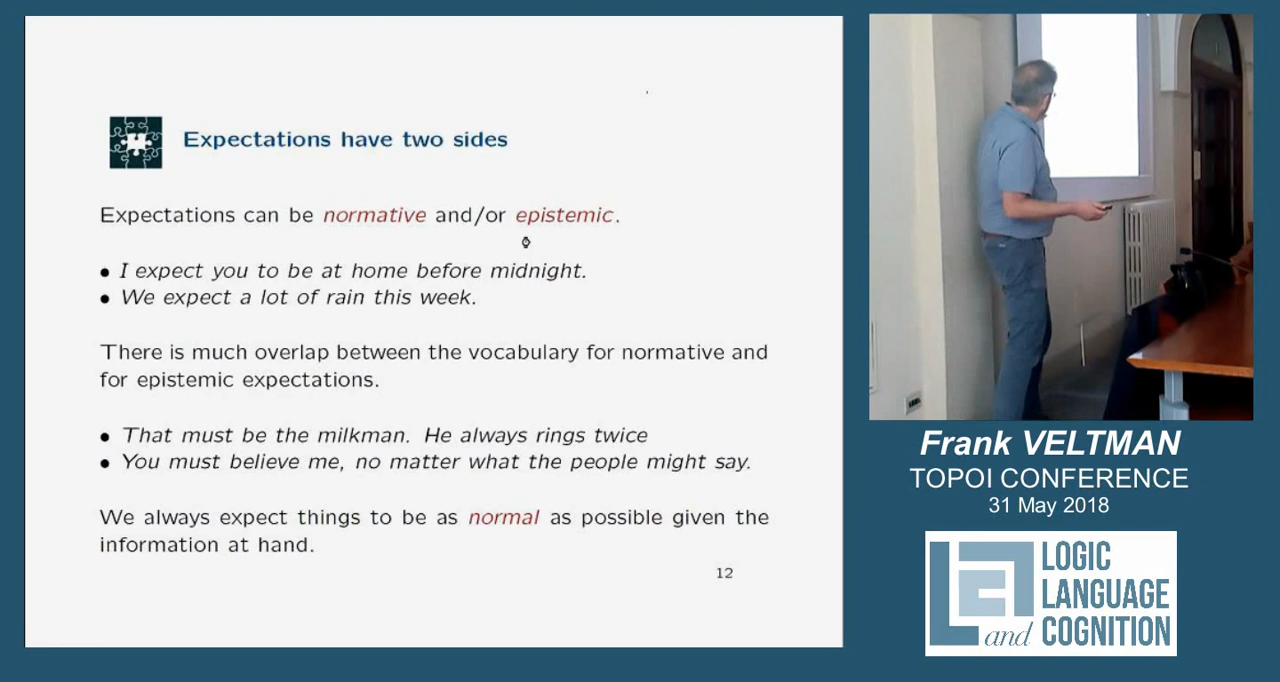 Expectations have two sides
Expectations can be normative and/or epistemic.
● I expect you to be at home before midnight.
● We expect a lot of rain this week.
There is much overlap between the vocabulary for normative and
for epistemic expectations.
● That must be the milkman. He always rings twice
● You must believe me, no matter what the people might say.
We always expect things to be as normal as possible given the
information at hand.
12
Frank VELTMAN
TOPOI CONFERENCE
31 May 2018
LOGIC
LANGUAGE
and COGNITION